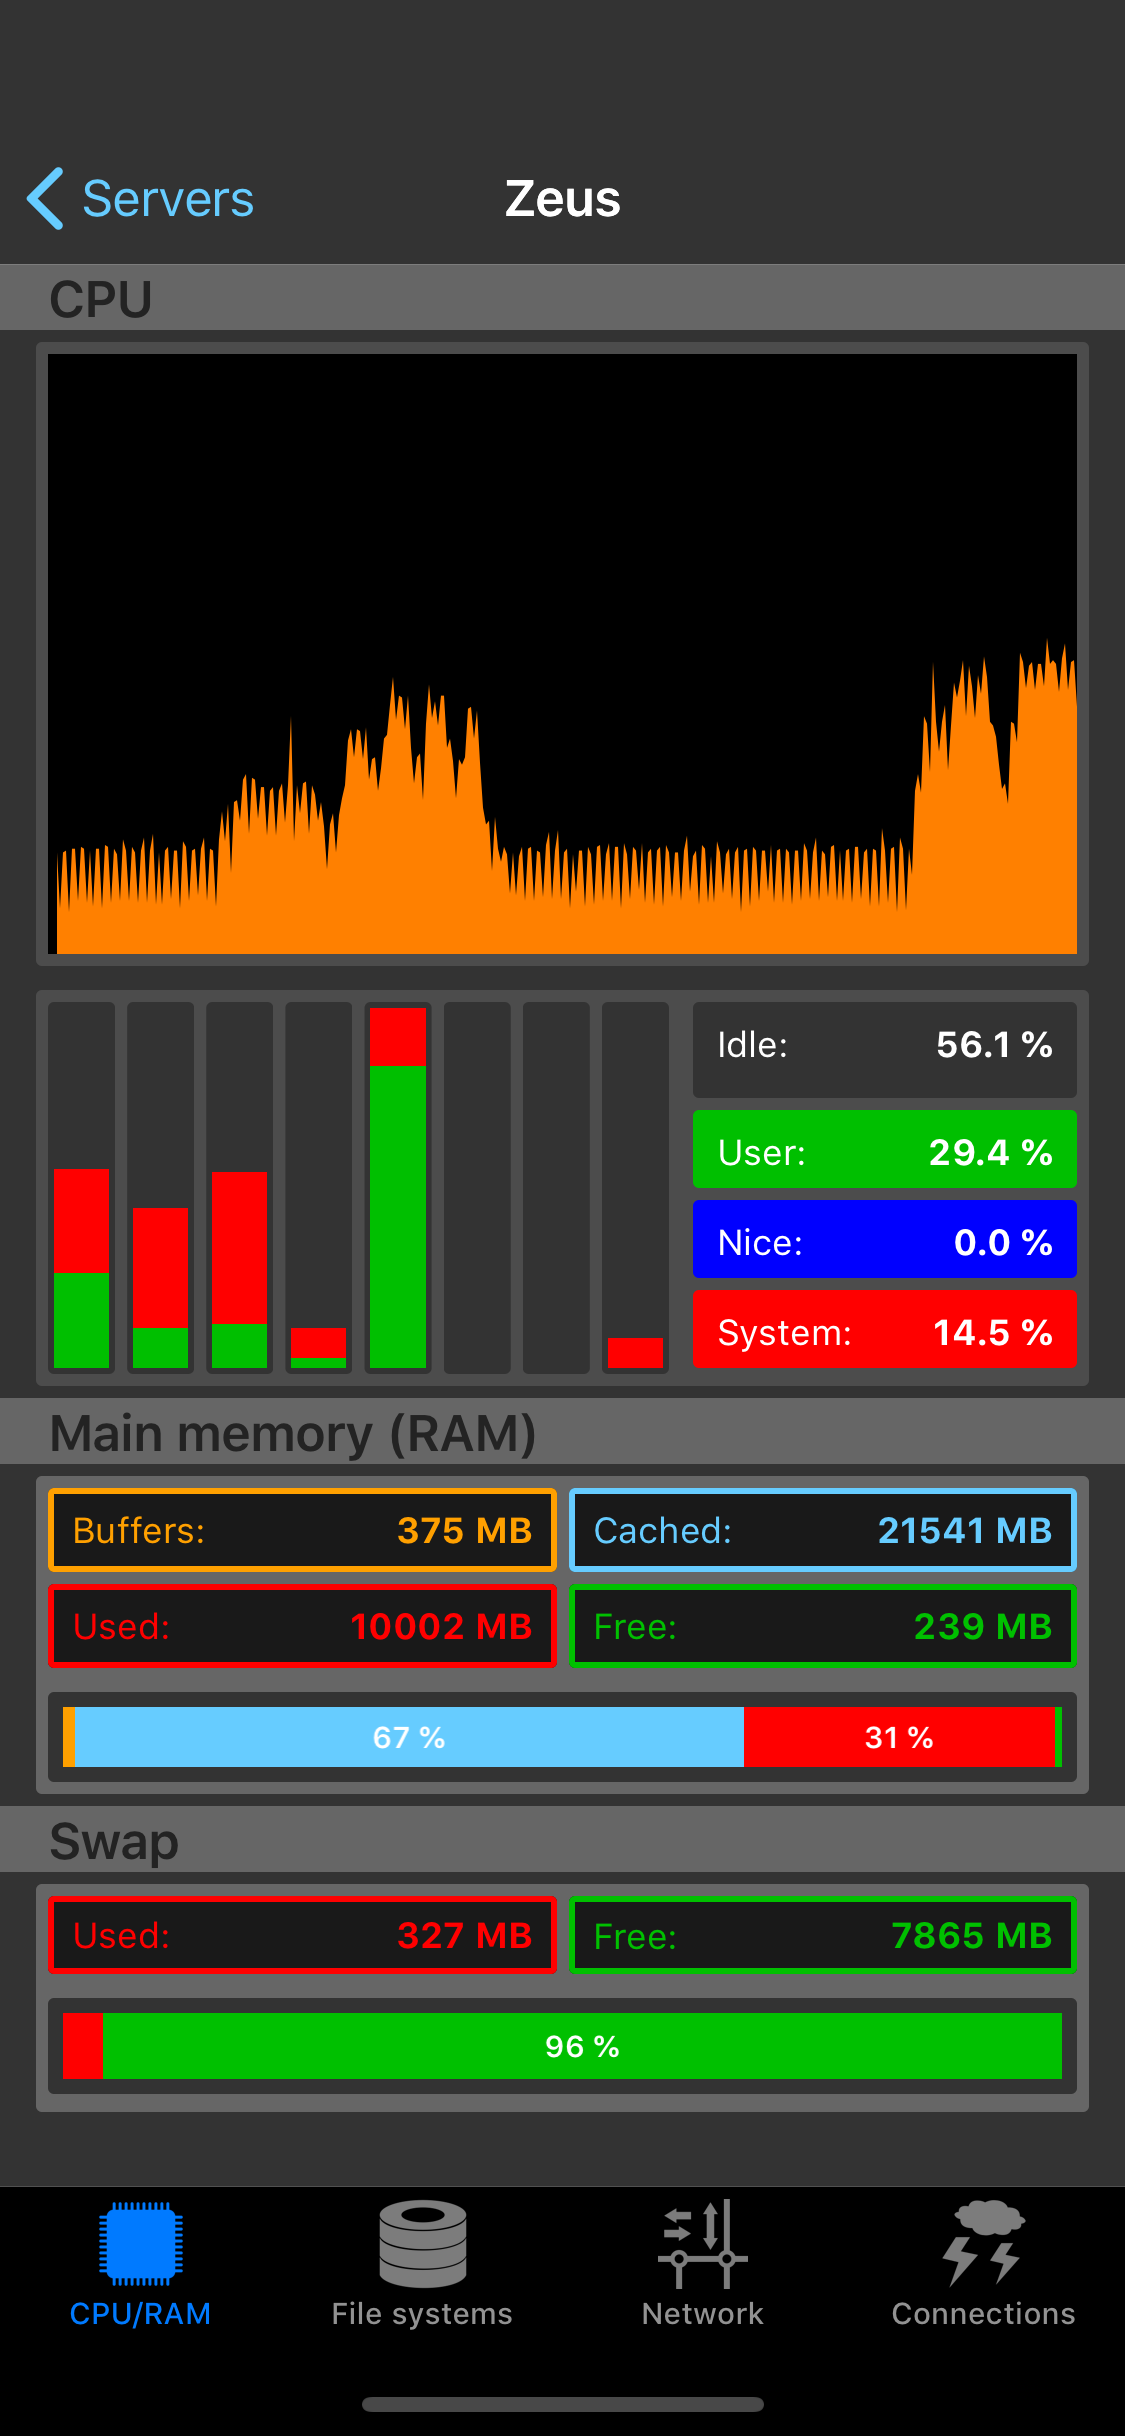 Servers
Zeus
CPU
Idle: 56.1 %
User: 29.4 %
Nice: 0.0 %
System: 14.5 %
Main memory (RAM)
Buffers: 375 MB
Cached: 21541 MB
Used: 10002 MB
Free: 239 MB
67 %
31 %
Swap
Used: 327 MB
Free: 7865 MB
96 %
CPU/RAM
File systems
Network
Connections